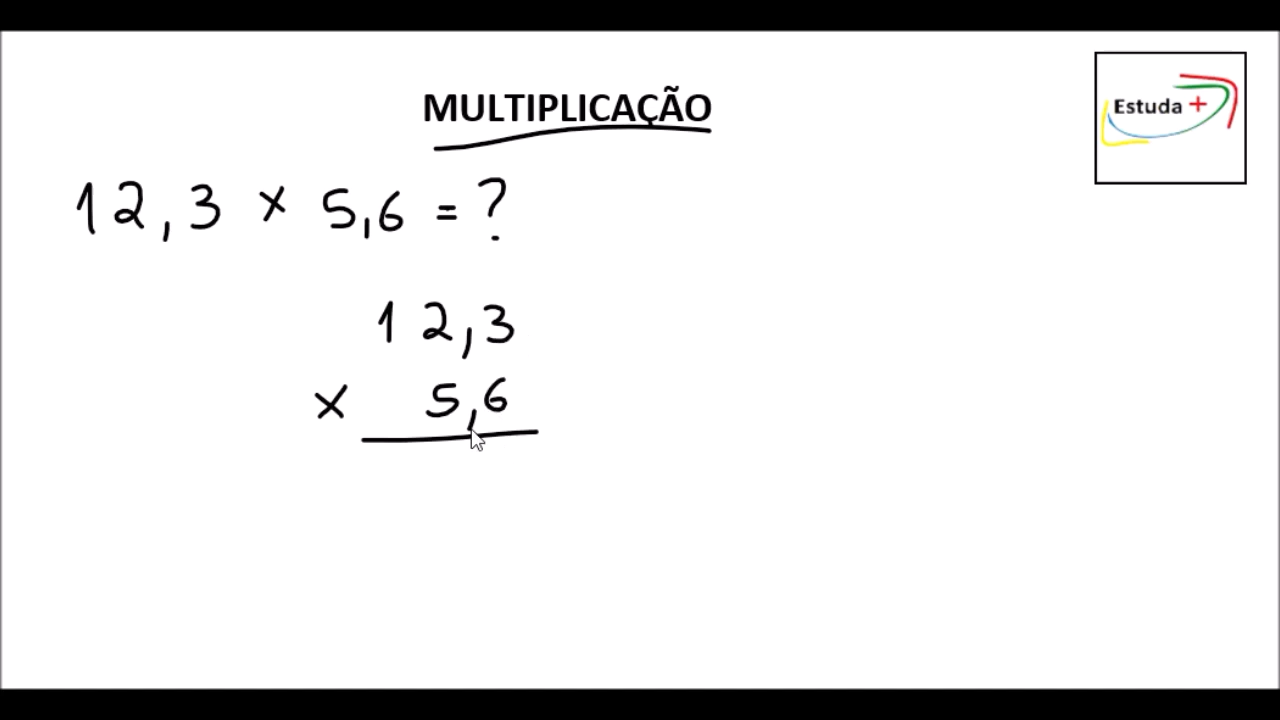 MULTIPLICAÇÃO
Estuda +
12,3 × 5,6 = ?
12,3
× 5,6